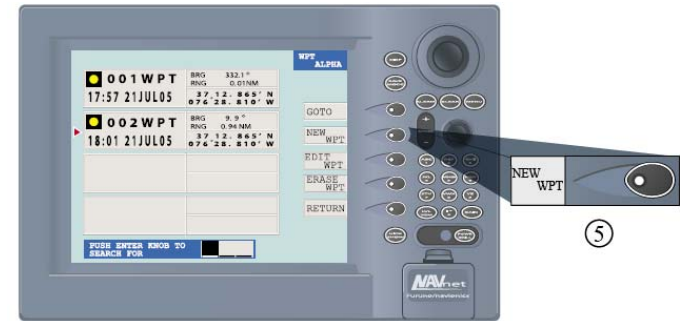 WPT
ALPHA
001WPT
BRG 332.1°
RNG 0.01NM
17:57 21JUL05
37°12. 865' N
076°28. 810' W
002WPT
BRG 9.9°
RNG 0.94NM
18:01 21JUL05
37°12. 865' N
076°28. 810' W
GOTO
NEW
WPT
EDIT
WPT
ERASE
WPT
RETURN
PUSH ENTER KNOB TO
SEARCH FOR
NEW
WPT
5
NAVnet